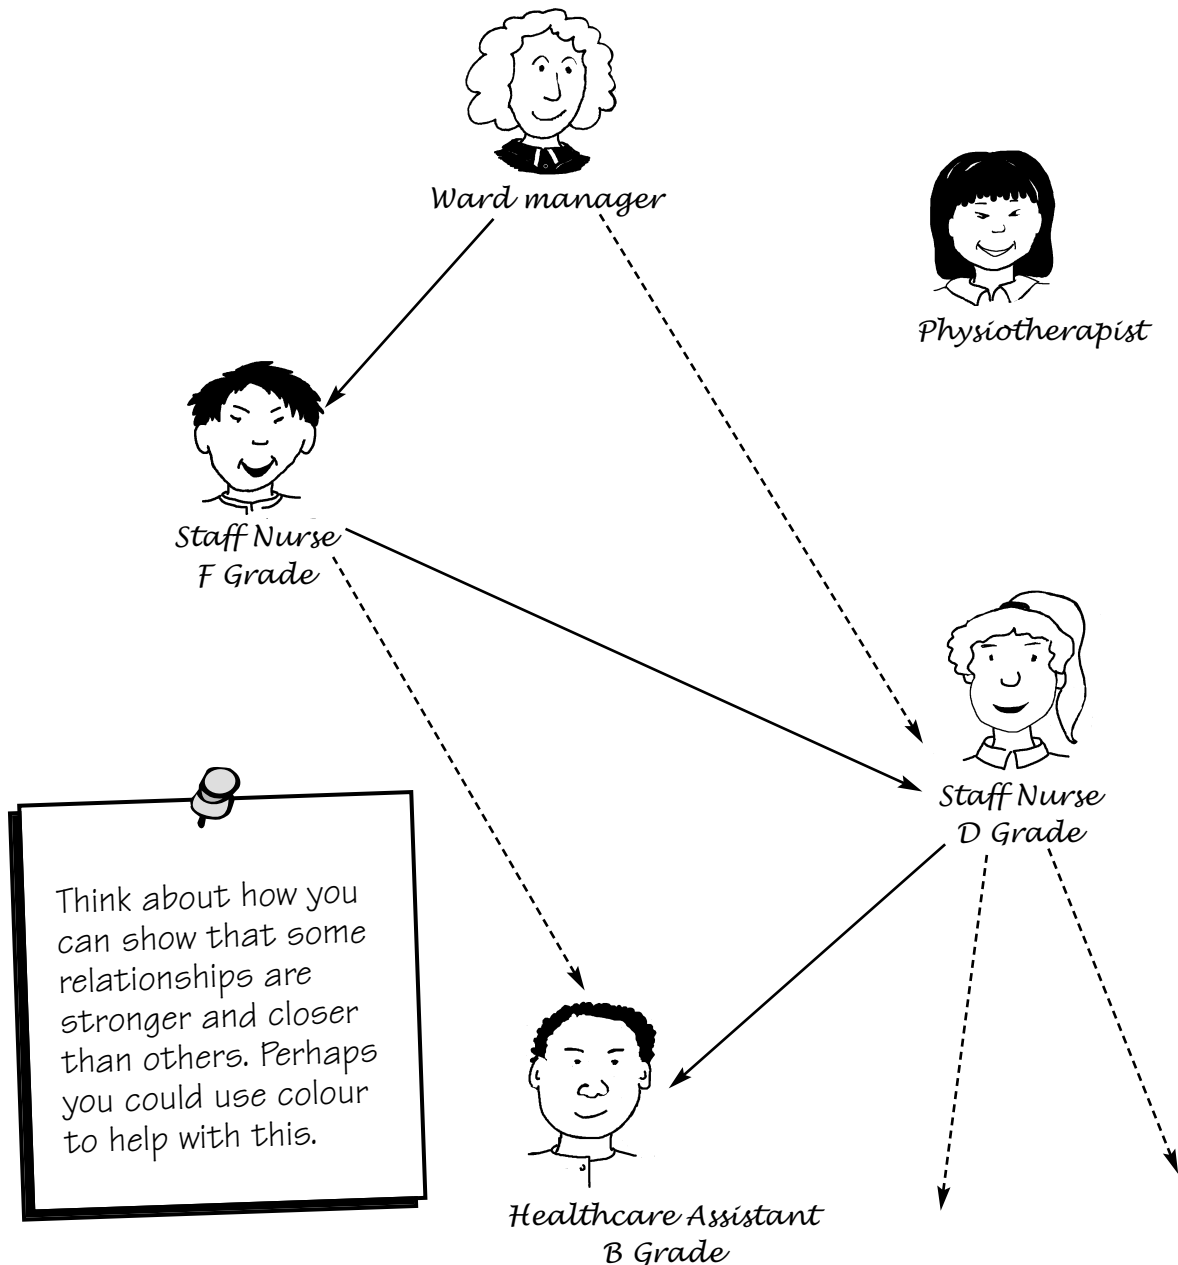 Ward manager
Physiotherapist
Staff Nurse
F Grade
Staff Nurse
D Grade
Think about how you
can show that some
relationships are
stronger and closer
than others. Perhaps
you could use colour
to help with this.
Healthcare Assistant
B Grade